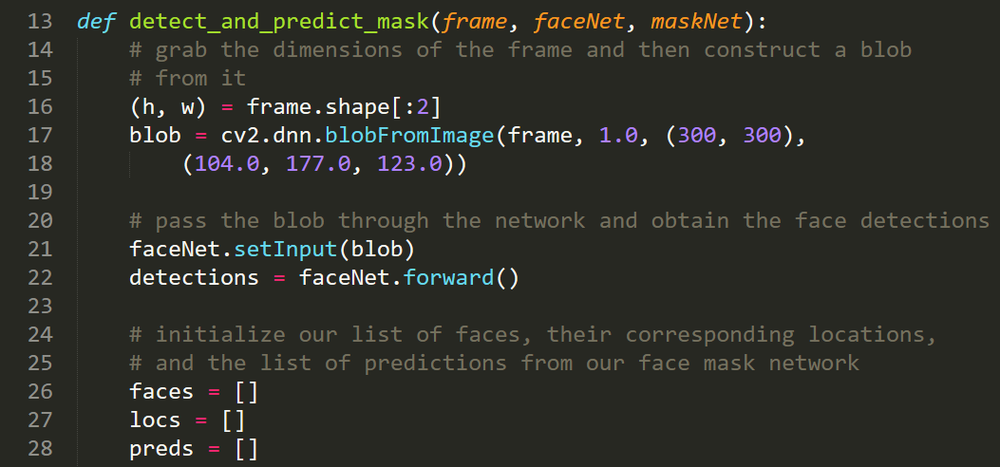 13 def detect_and_predict_mask(frame, faceNet, maskNet):
14     # grab the dimensions of the frame and then construct a blob
15     # from it
16     (h, w) = frame.shape[:2]
17     blob = cv2.dnn.blobFromImage(frame, 1.0, (300, 300),
18         (104.0, 177.0, 123.0))
19
20     # pass the blob through the network and obtain the face detections
21     faceNet.setInput(blob)
22     detections = faceNet.forward()
23
24     # initialize our list of faces, their corresponding locations,
25     # and the list of predictions from our face mask network
26     faces = []
27     locs = []
28     preds = []